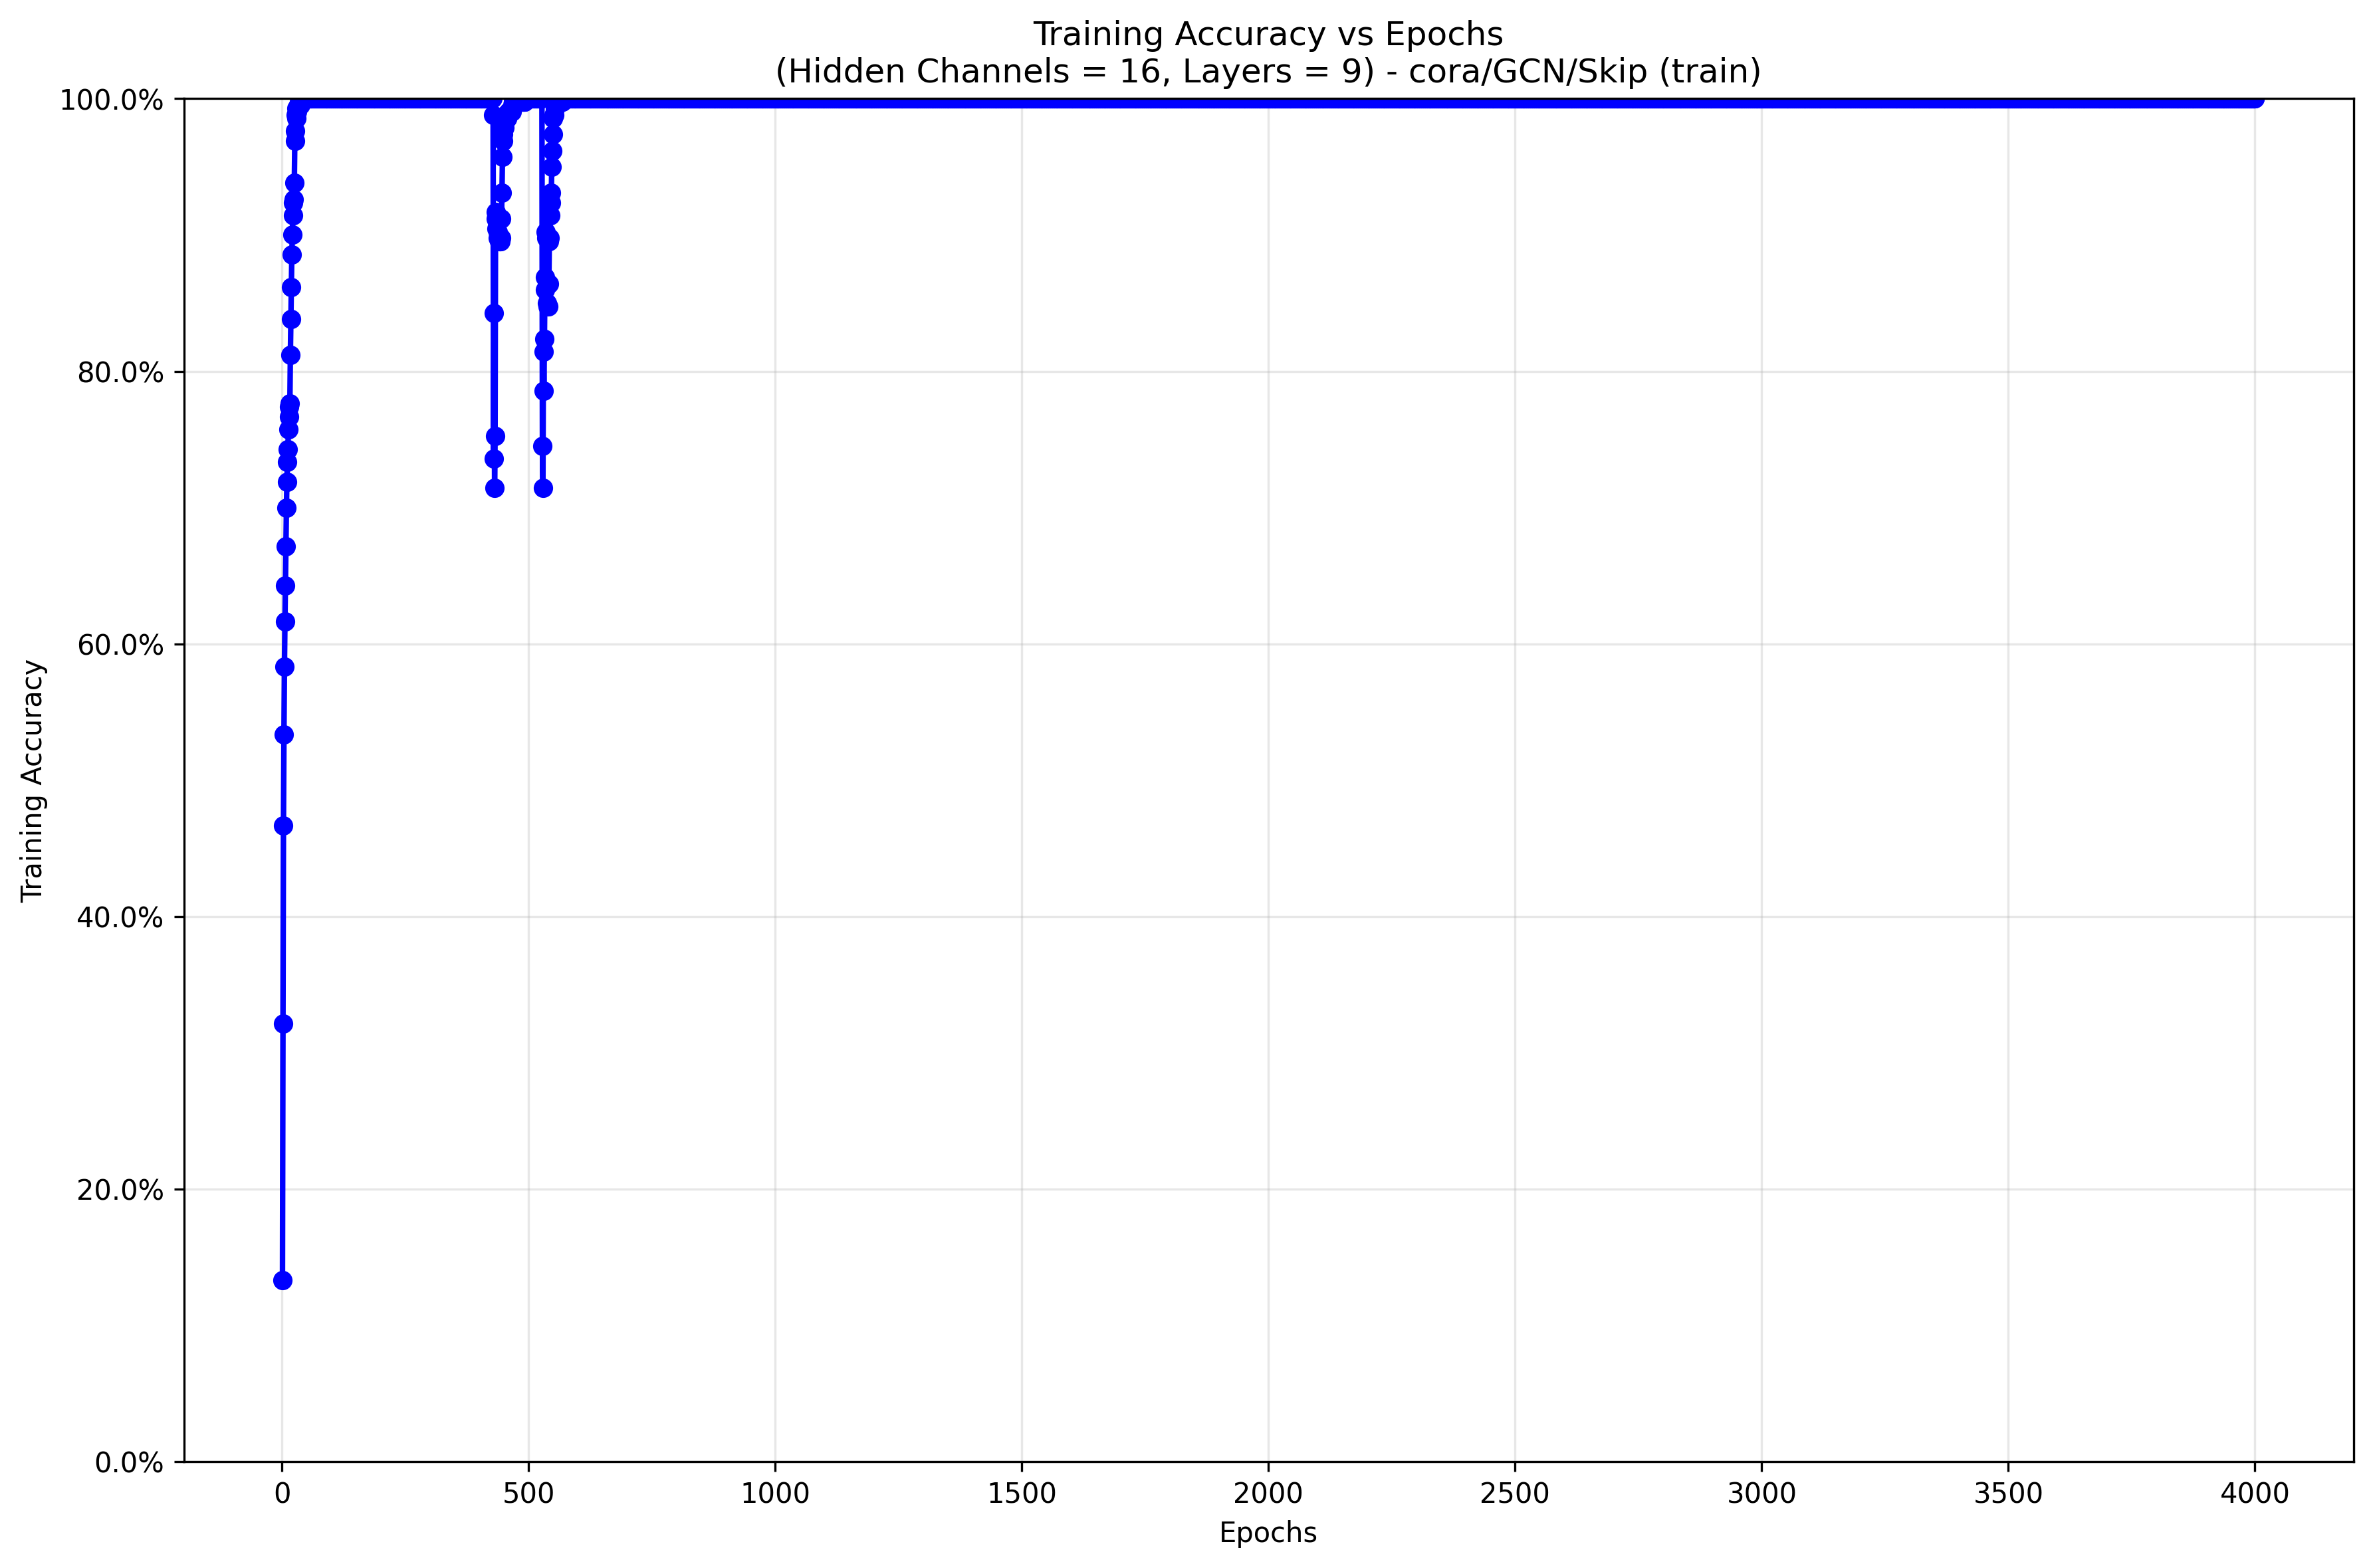 Training Accuracy vs Epochs
(Hidden Channels = 16, Layers = 9) - cora/GCN/Skip (train)
Training Accuracy
100.0%
80.0%
60.0%
40.0%
20.0%
0.0%
0 500 1000 1500 2000 2500 3000 3500 4000
Epochs